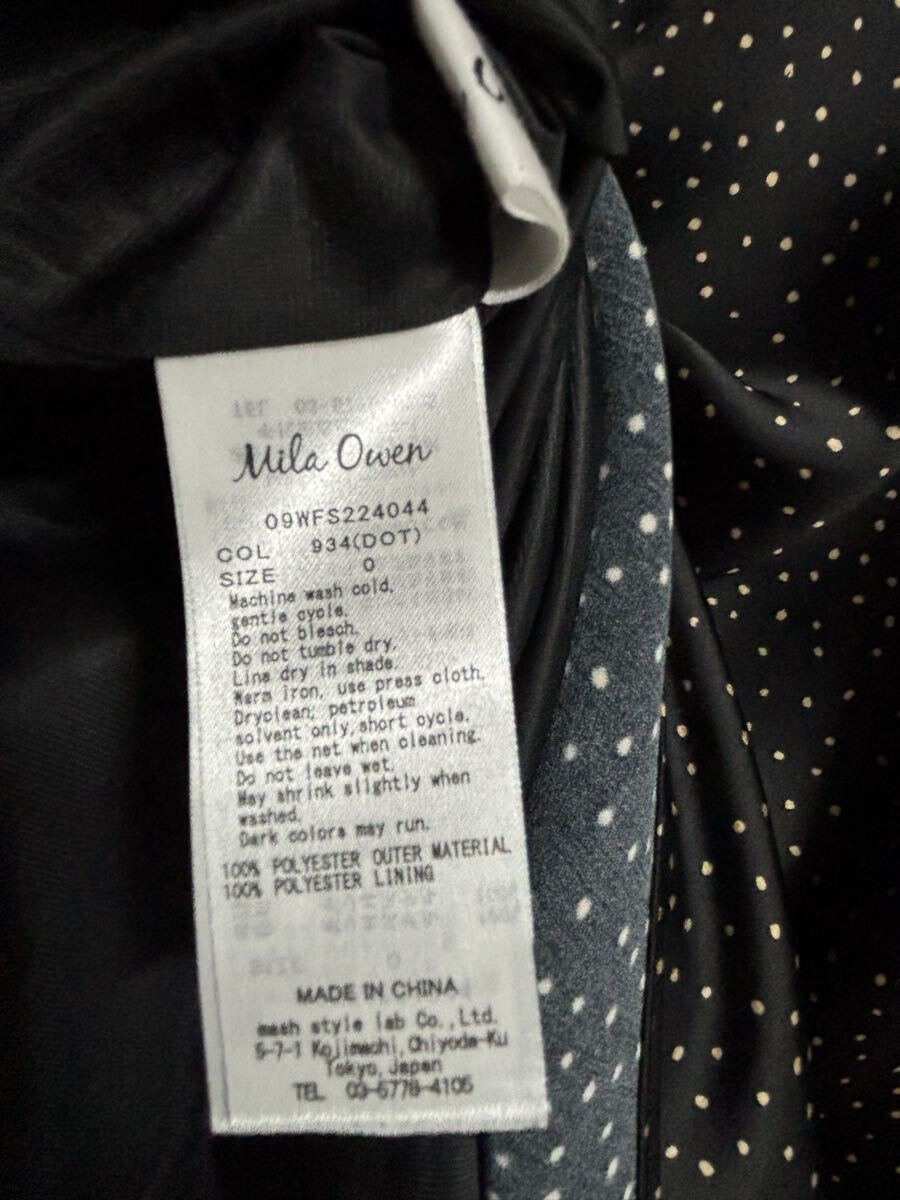 Mila Owen
09WFS224044
COL 934(DOT)
SIZE 0
Machine wash cold,
gentle cycle.
Do not bleach.
Do not tumble dry.
Line dry in shade.
Warm iron, use press cloth.
Dryclean, petroleum
solvent only, short cycle.
Use the net when cleaning.
Do not leave wet.
May shrink slightly when
washed.
Dark colors may run.
100% POLYESTER OUTER MATERIAL
100% POLYESTER LINING
MADE IN CHINA
mash style lab Co.,Ltd.
5-7-1 Kojimachi,Chiyoda-Ku
Tokyo,Japan
TEL 03-5778-4105